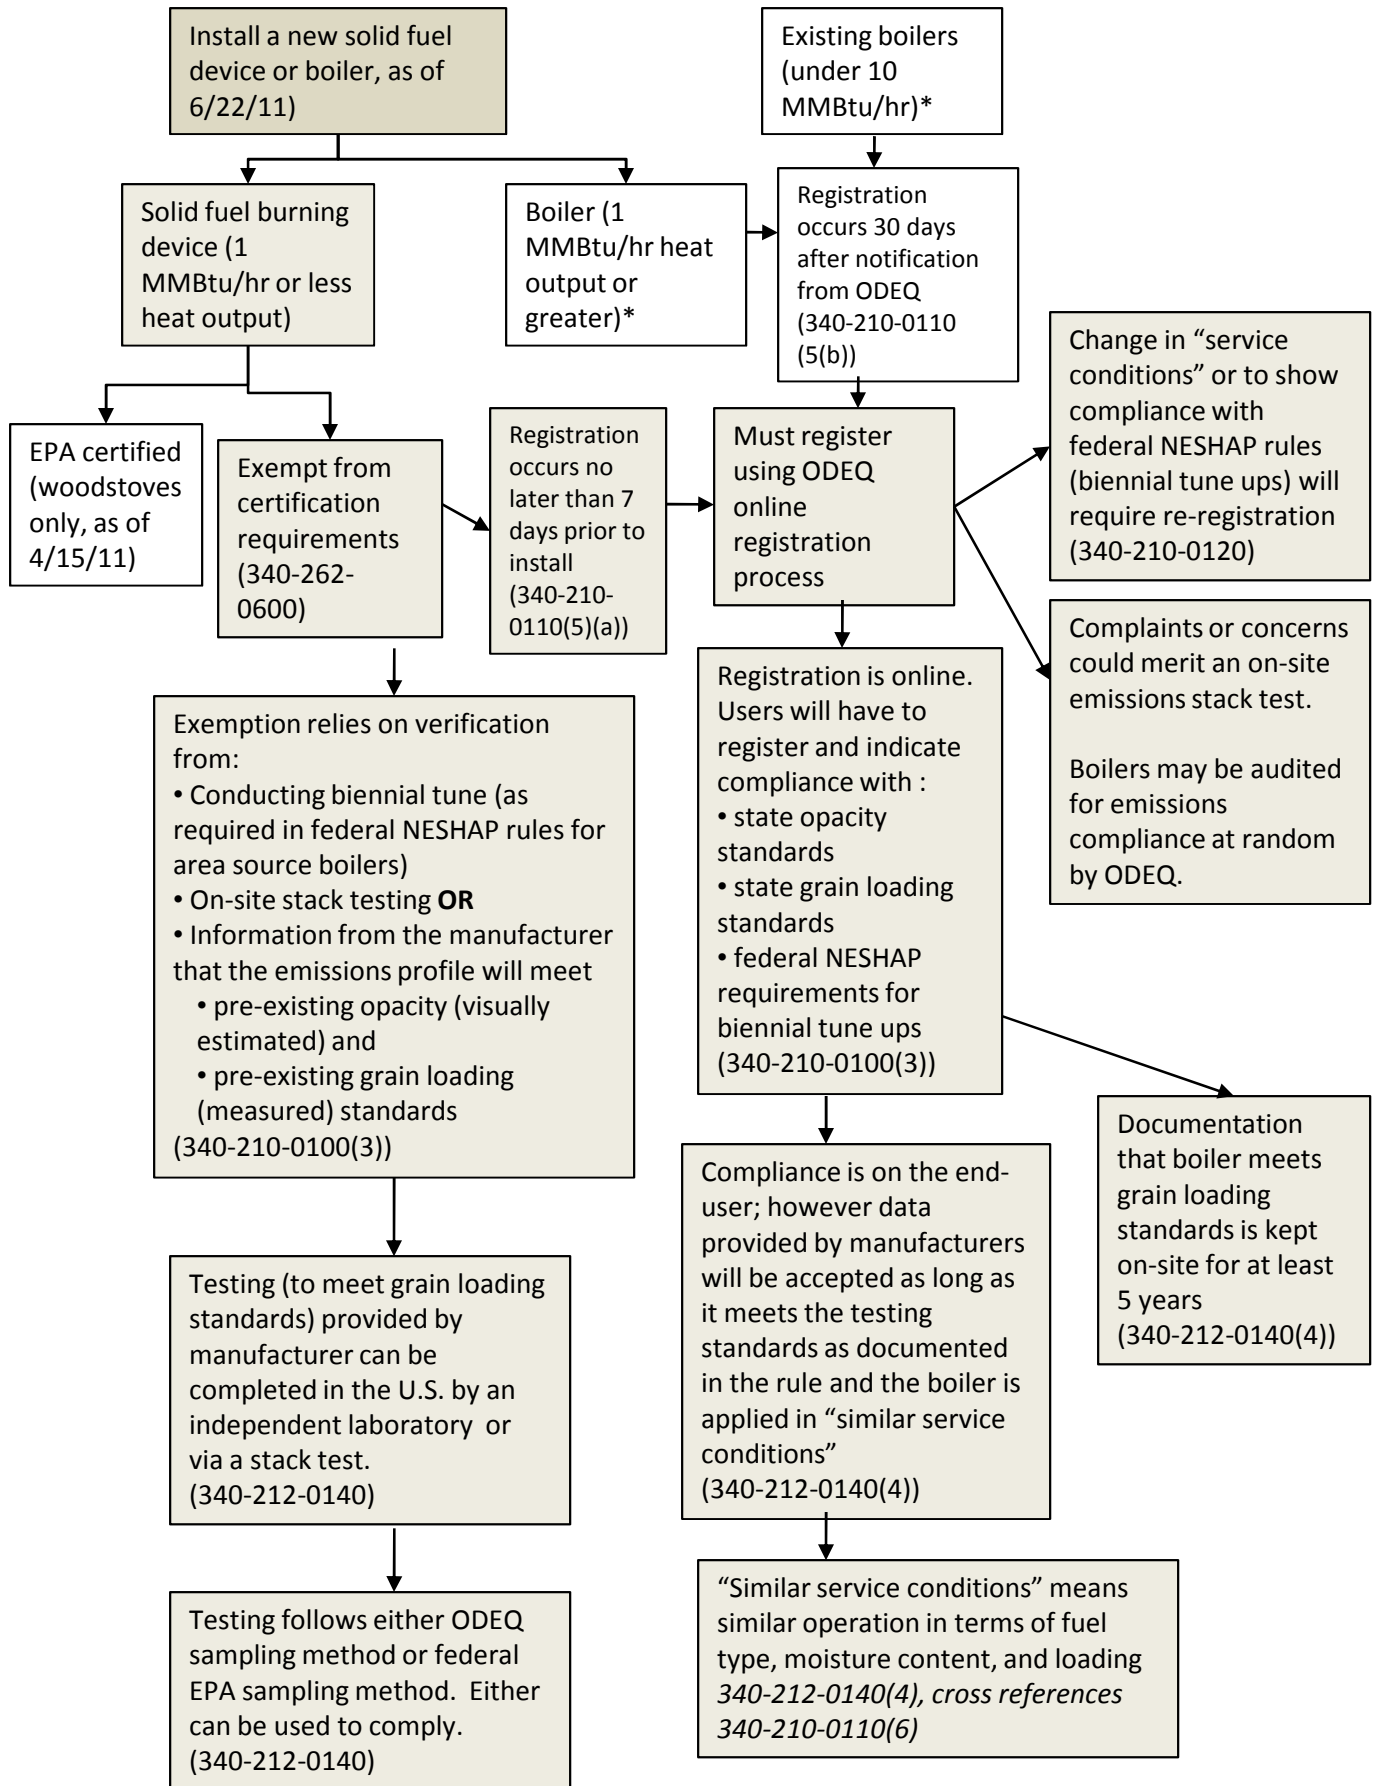 Install a new solid fuel
device or boiler, as of
6/22/11)
Existing boilers
(under 10
MMBtu/hr)*
Solid fuel burning
device (1
MMBtu/hr or less
heat output)
Boiler (1
MMBtu/hr heat
output or
greater)*
Registration
occurs 30 days
after notification
from ODEQ
(340-210-0110
(5(b))
EPA certified
(woodstoves
only, as of
4/15/11)
Exempt from
certification
requirements
(340-262-
0600)
Registration
occurs no
later than 7
days prior to
install
(340-210-
0110(5)(a))
Must register
using ODEQ
online
registration
process
Change in “service
conditions” or to show
compliance with
federal NESHAP rules
(biennial tune ups) will
require re-registration
(340-210-0120)
Complaints or concerns
could merit an on-site
emissions stack test.
Boilers may be audited
for emissions
compliance at random
by ODEQ.
Exemption relies on verification
from:
• Conducting biennial tune (as
required in federal NESHAP rules for
area source boilers)
• On-site stack testing OR
• Information from the manufacturer
that the emissions profile will meet
• pre-existing opacity (visually
estimated) and
• pre-existing grain loading
(measured) standards
(340-210-0100(3))
Registration is online.
Users will have to
register and indicate
compliance with :
• state opacity
standards
• state grain loading
standards
• federal NESHAP
requirements for
biennial tune ups
(340-210-0100(3))
Documentation
that boiler meets
grain loading
standards is kept
on-site for at least
5 years
(340-212-0140(4))
Testing (to meet grain loading
standards) provided by
manufacturer can be
completed in the U.S. by an
independent laboratory or
via a stack test.
(340-212-0140)
Compliance is on the end-
user; however data
provided by manufacturers
will be accepted as long as
it meets the testing
standards as documented
in the rule and the boiler is
applied in “similar service
conditions”
(340-212-0140(4))
Testing follows either ODEQ
sampling method or federal
EPA sampling method. Either
can be used to comply.
(340-212-0140)
“Similar service conditions” means
similar operation in terms of fuel
type, moisture content, and loading
340-212-0140(4), cross references
340-210-0110(6)